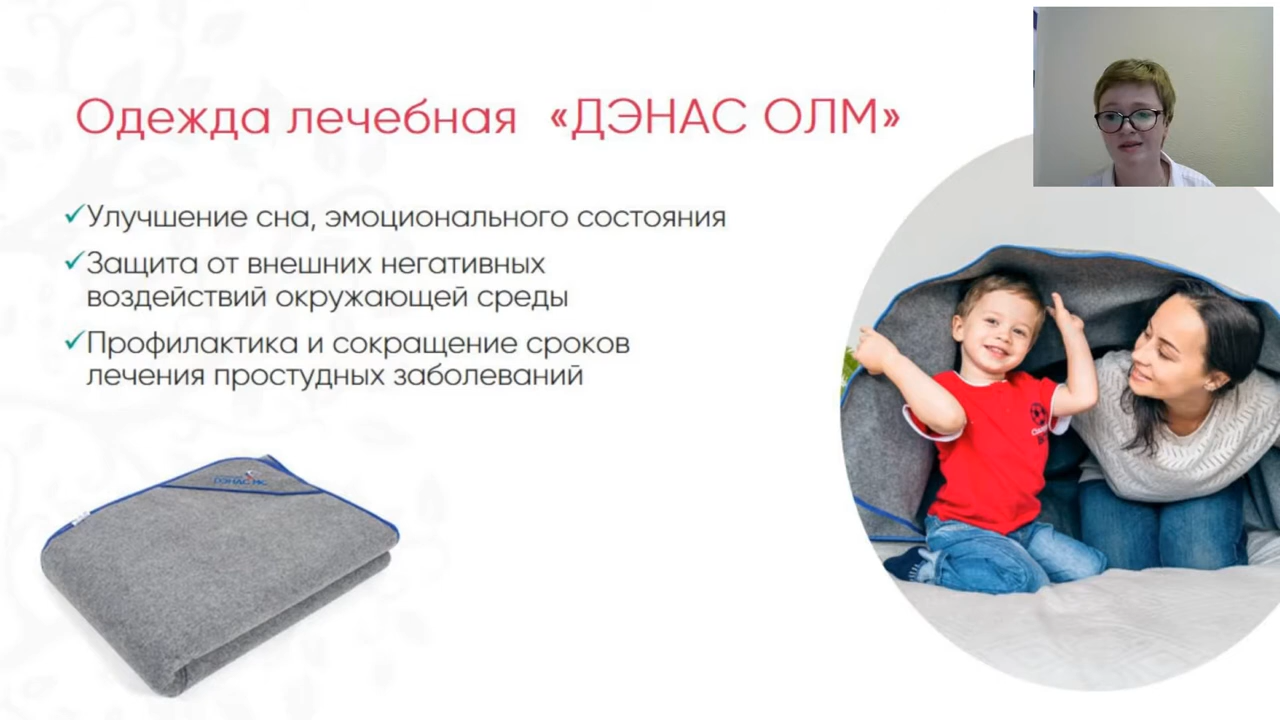 Одежда лечебная «ДЭНАС ОЛМ»
✓Улучшение сна, эмоционального состояния
✓Защита от внешних негативных
воздействий окружающей среды
✓Профилактика и сокращение сроков
лечения простудных заболеваний